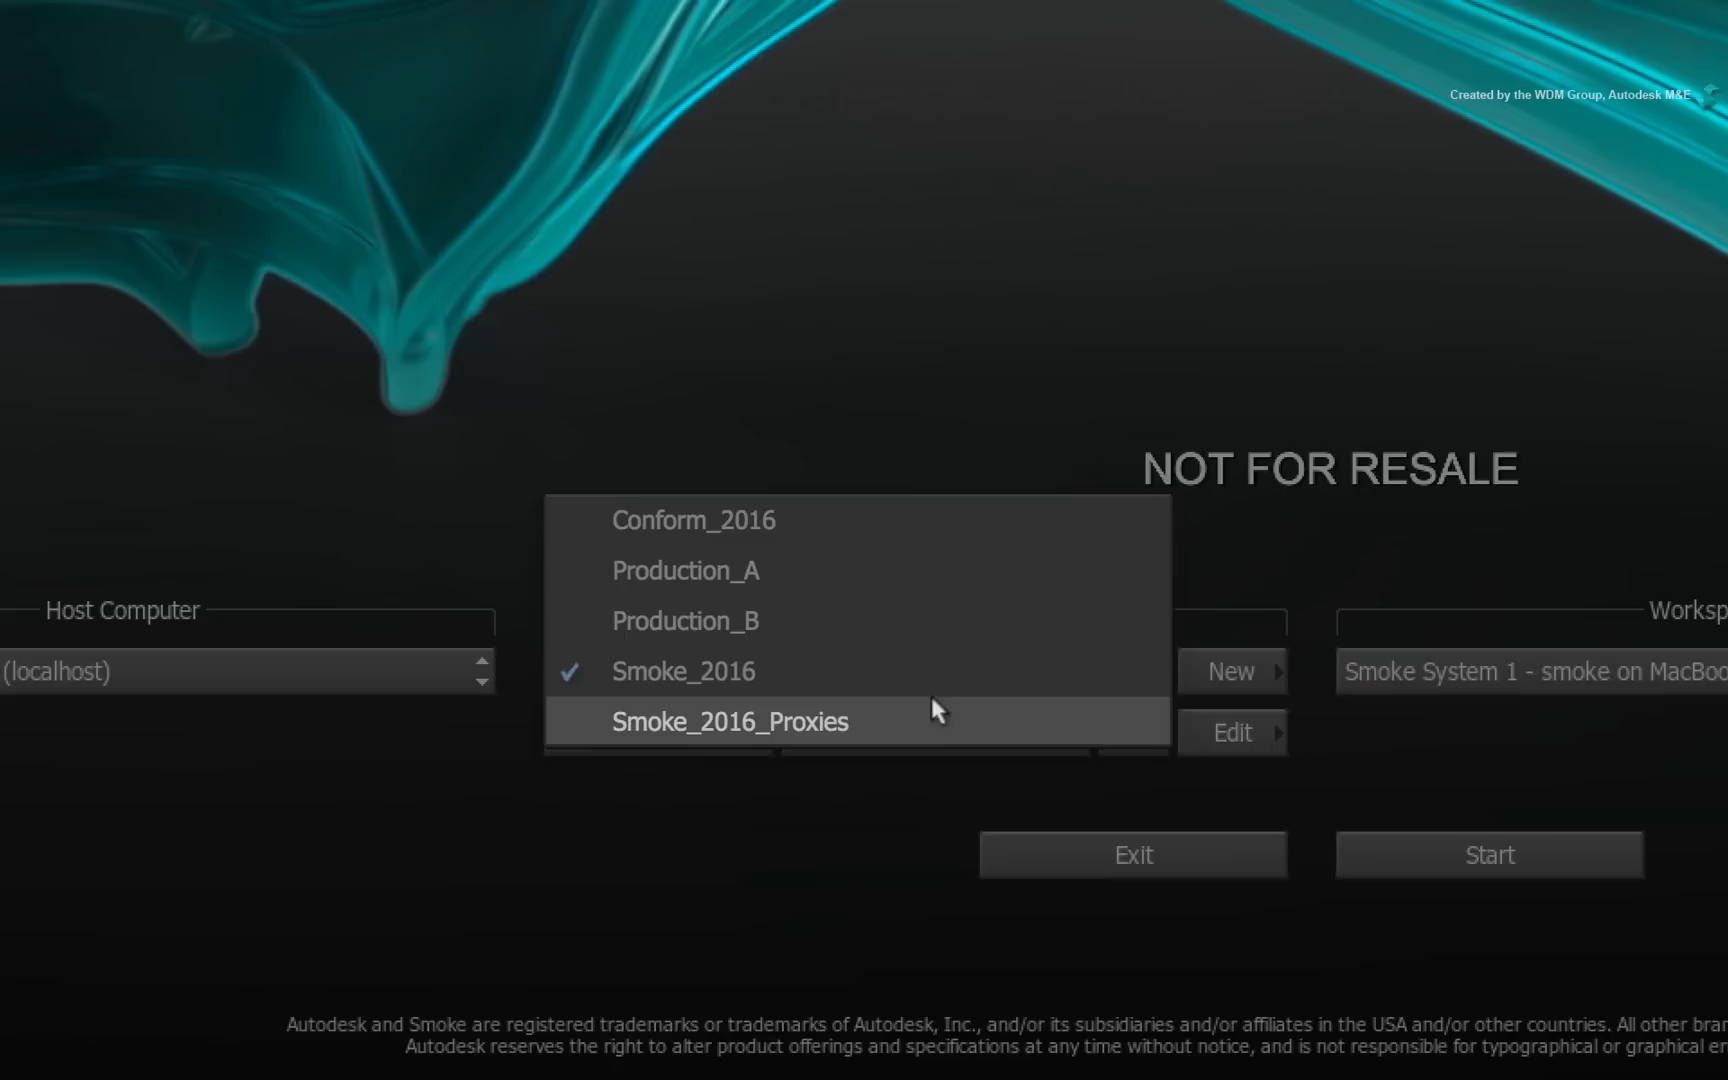 Created by the WDM Group, Autodesk M&E
NOT FOR RESALE
Conform_2016
Production_A
Production_B
Host Computer
Worksp
(localhost)
Smoke_2016
New
Smoke System 1 - smoke on MacBoo
Smoke_2016_Proxies
Edit
Exit
Start
Autodesk and Smoke are registered trademarks or trademarks of Autodesk, Inc., and/or its subsidiaries and/or affiliates in the USA and/or other countries. All other bran
Autodesk reserves the right to alter product offerings and specifications at any time without notice, and is not responsible for typographical or graphical er